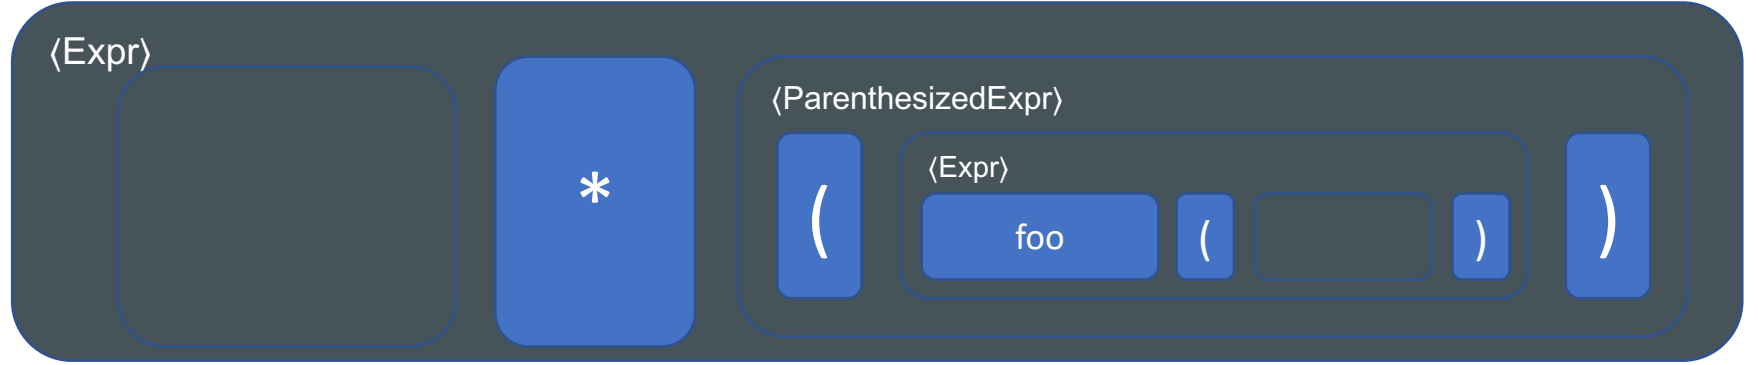 ⟨Expr⟩
*
⟨ParenthesizedExpr⟩
(
⟨Expr⟩
foo
(
)
)